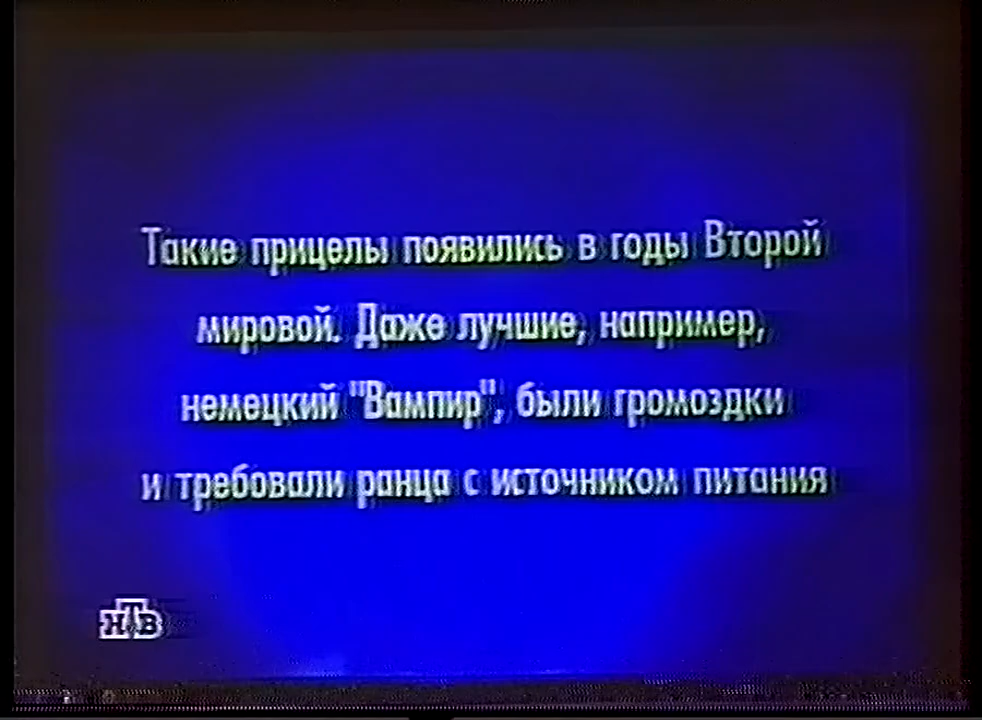 Такие прицелы появились в годы Второй
мировой. Даже лучшие, например,
немецкий "Вампир", были громоздки
и требовали ранца с источником питания
НТВ